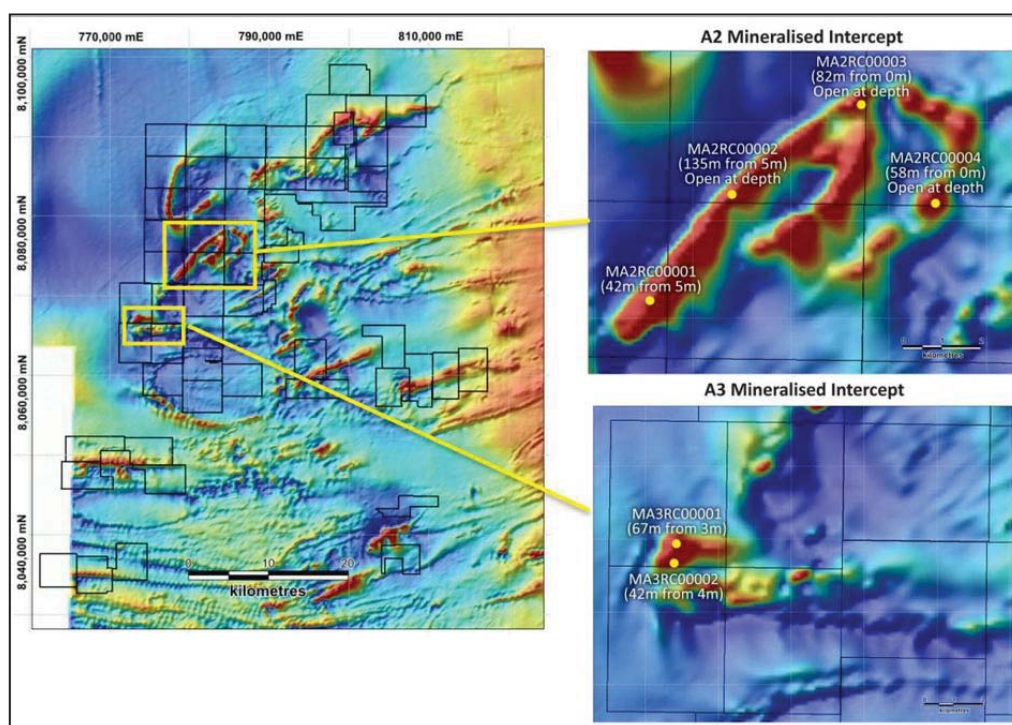 770,000 mE
790,000 mE
810,000 mE
8,100,000 mN
8,080,000 mN
8,060,000 mN
8,040,000 mN
0 10 20
kilometres
A2 Mineralised Intercept
MA2RC00003
(82m from 0m)
Open at depth
MA2RC00002
(135m from 5m)
Open at depth
MA2RC00004
(58m from 0m)
Open at depth
MA2RC00001
(42m from 5m)
kilometres
A3 Mineralised Intercept
MA3RC00001
(67m from 3m)
MA3RC00002
(42m from 4m)
kilometres